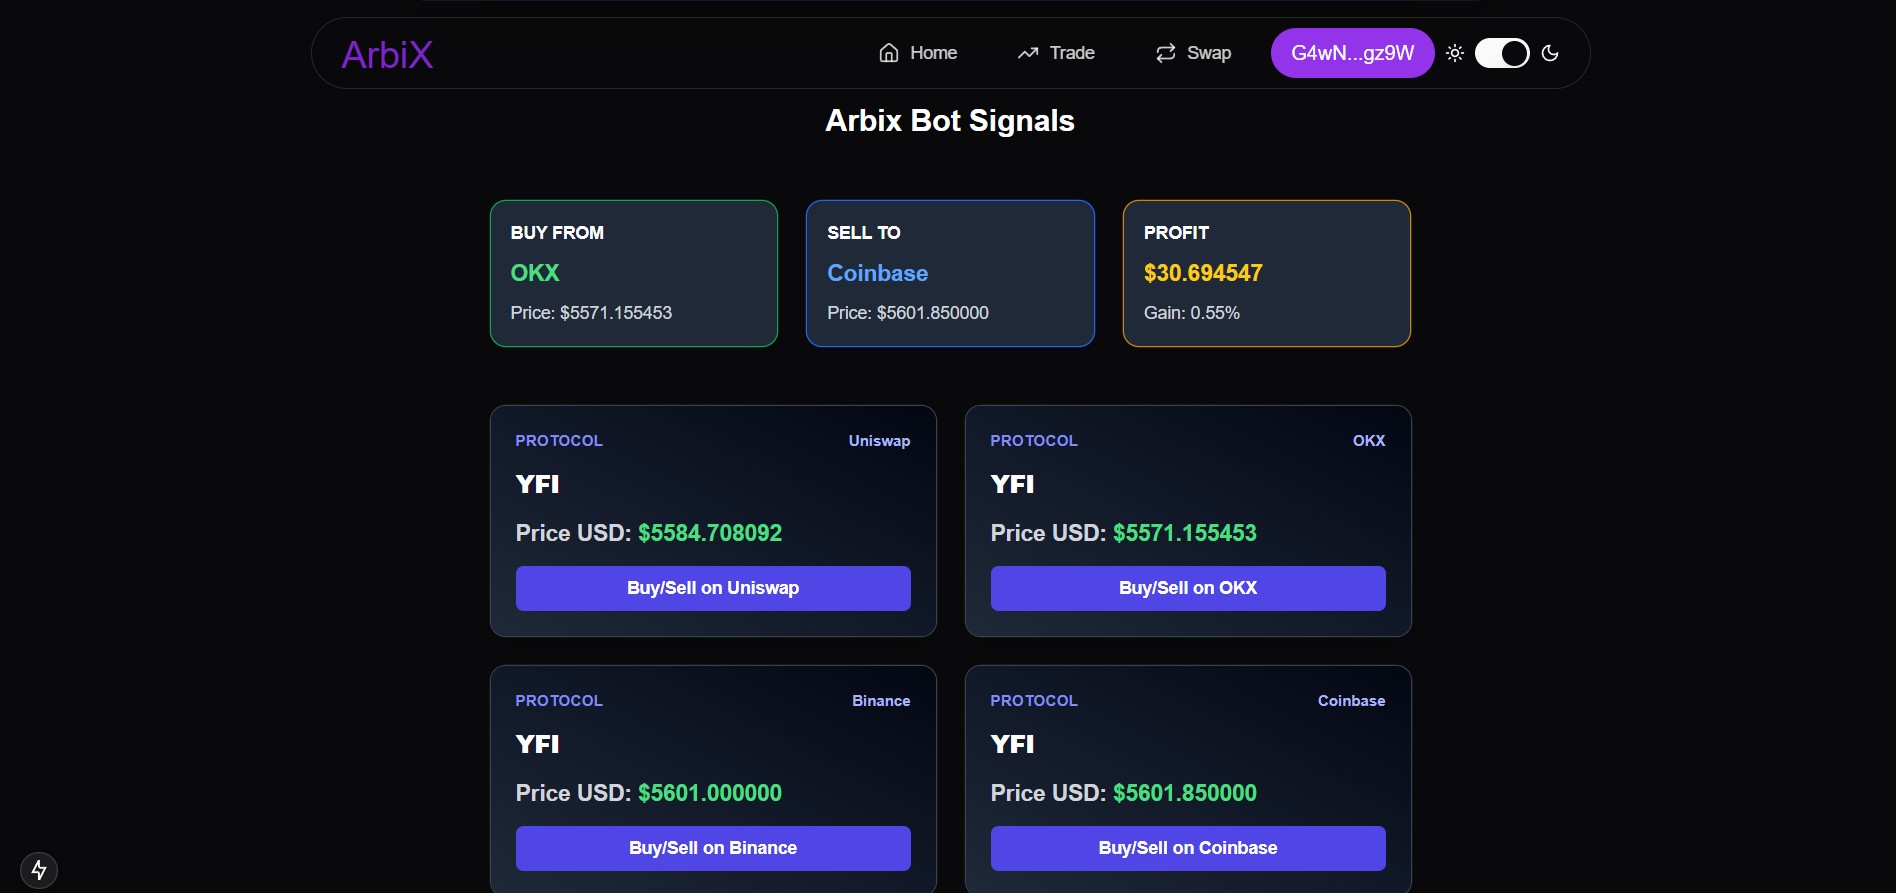 ArbiX
Home
Trade
Swap
G4wN...gz9W
Arbix Bot Signals
BUY FROM
OKX
Price: $5571.155453
SELL TO
Coinbase
Price: $5601.850000
PROFIT
$30.694547
Gain: 0.55%
PROTOCOL
Uniswap
YFI
Price USD: $5584.708092
Buy/Sell on Uniswap
PROTOCOL
OKX
YFI
Price USD: $5571.155453
Buy/Sell on OKX
PROTOCOL
Binance
YFI
Price USD: $5601.000000
Buy/Sell on Binance
PROTOCOL
Coinbase
YFI
Price USD: $5601.850000
Buy/Sell on Coinbase